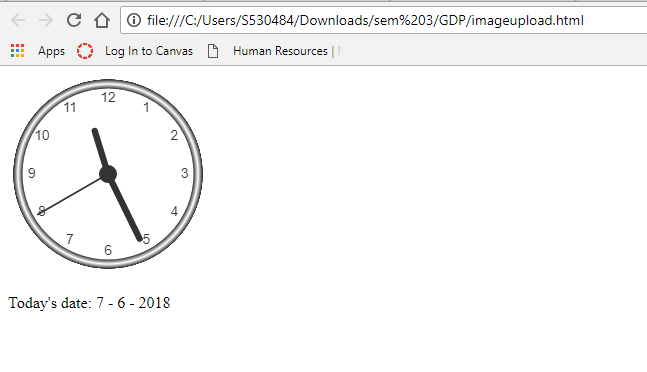 file:///C:/Users/S530484/Downloads/sem%203/GDP/imageupload.html
Apps Log In to Canvas Human Resources |
12
11 1
10 2
9 3
8 4
7 5
6
Today's date: 7 - 6 - 2018